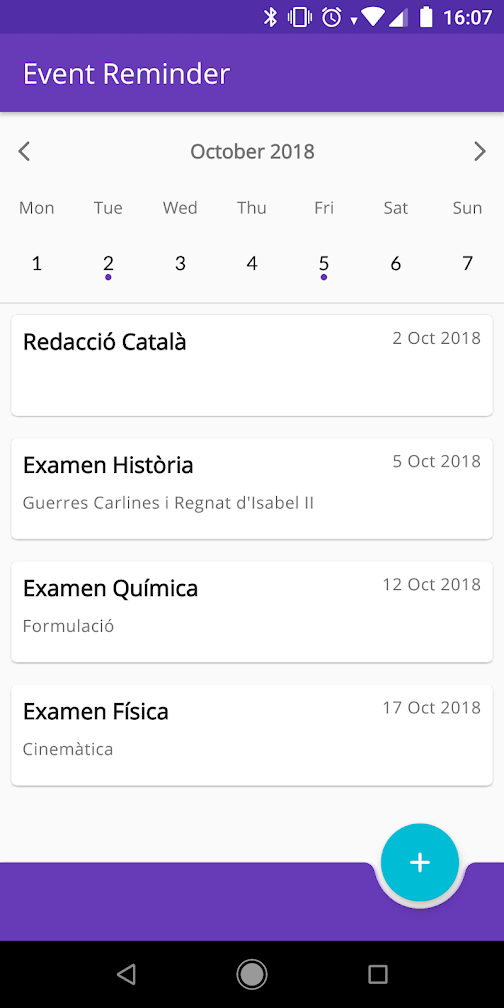 16:07
Event Reminder
October 2018
Mon Tue Wed Thu Fri Sat Sun
1 2 3 4 5 6 7
Redacció Català 2 Oct 2018
Examen Història 5 Oct 2018
Guerres Carlines i Regnat d'Isabel II
Examen Química 12 Oct 2018
Formulació
Examen Física 17 Oct 2018
Cinemàtica